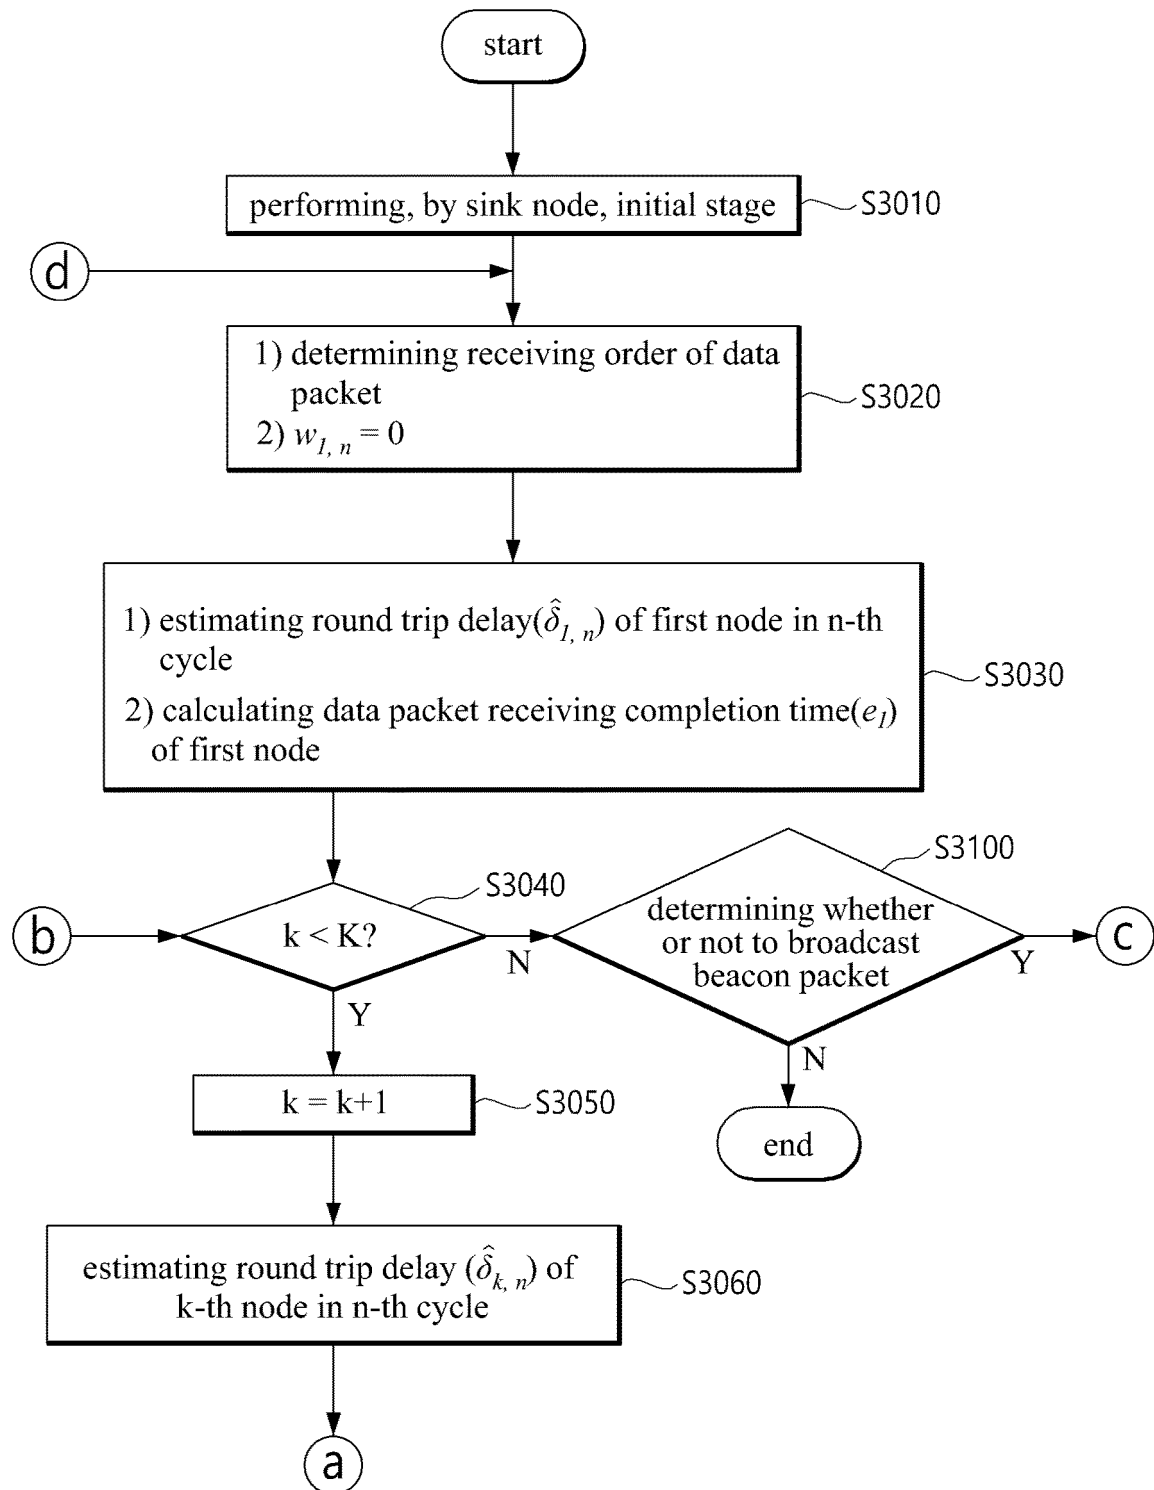 start
performing, by sink node, initial stage
S3010
d
1) determining receiving order of data
packet
2) w1, n = 0
S3020
1) estimating round trip delay(δ̂1, n) of first node in n-th
cycle
2) calculating data packet receiving completion time(e1)
of first node
S3030
b
k < K?
S3040
N
Y
determining whether
or not to broadcast
beacon packet
S3100
Y
c
N
end
k = k+1
S3050
estimating round trip delay (δ̂k, n) of
k-th node in n-th cycle
S3060
a